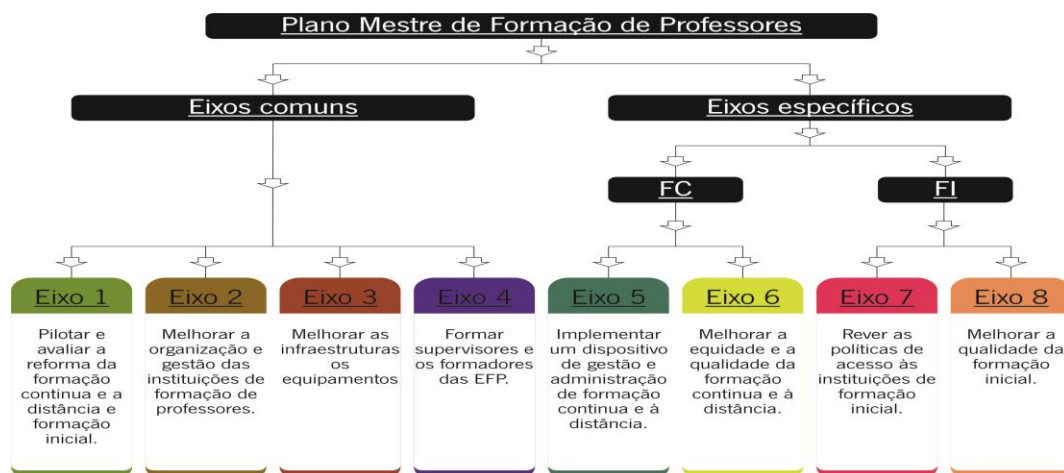 Plano Mestre de Formação de Professores
Eixos comuns
Eixos específicos
FC
FI
Eixo 1
Pilotar e
avaliar a
reforma da
formação
continua e a
distância e
formação
inicial.
Eixo 2
Melhorar a
organização e
gestão das
instituições de
formação de
professores.
Eixo 3
Melhorar as
infraestruturas
os
equipamentos
Eixo 4
Formar
supervisores e
os formadores
das EFP.
Eixo 5
Implementar
um dispositivo
de gestão e
administração
de formação
continua e à
distância.
Eixo 6
Melhorar a
equidade e a
qualidade da
formação
continua e à
distância.
Eixo 7
Rever as
políticas de
acesso às
instituições de
formação
inicial.
Eixo 8
Melhorar a
qualidade da
formação
inicial.